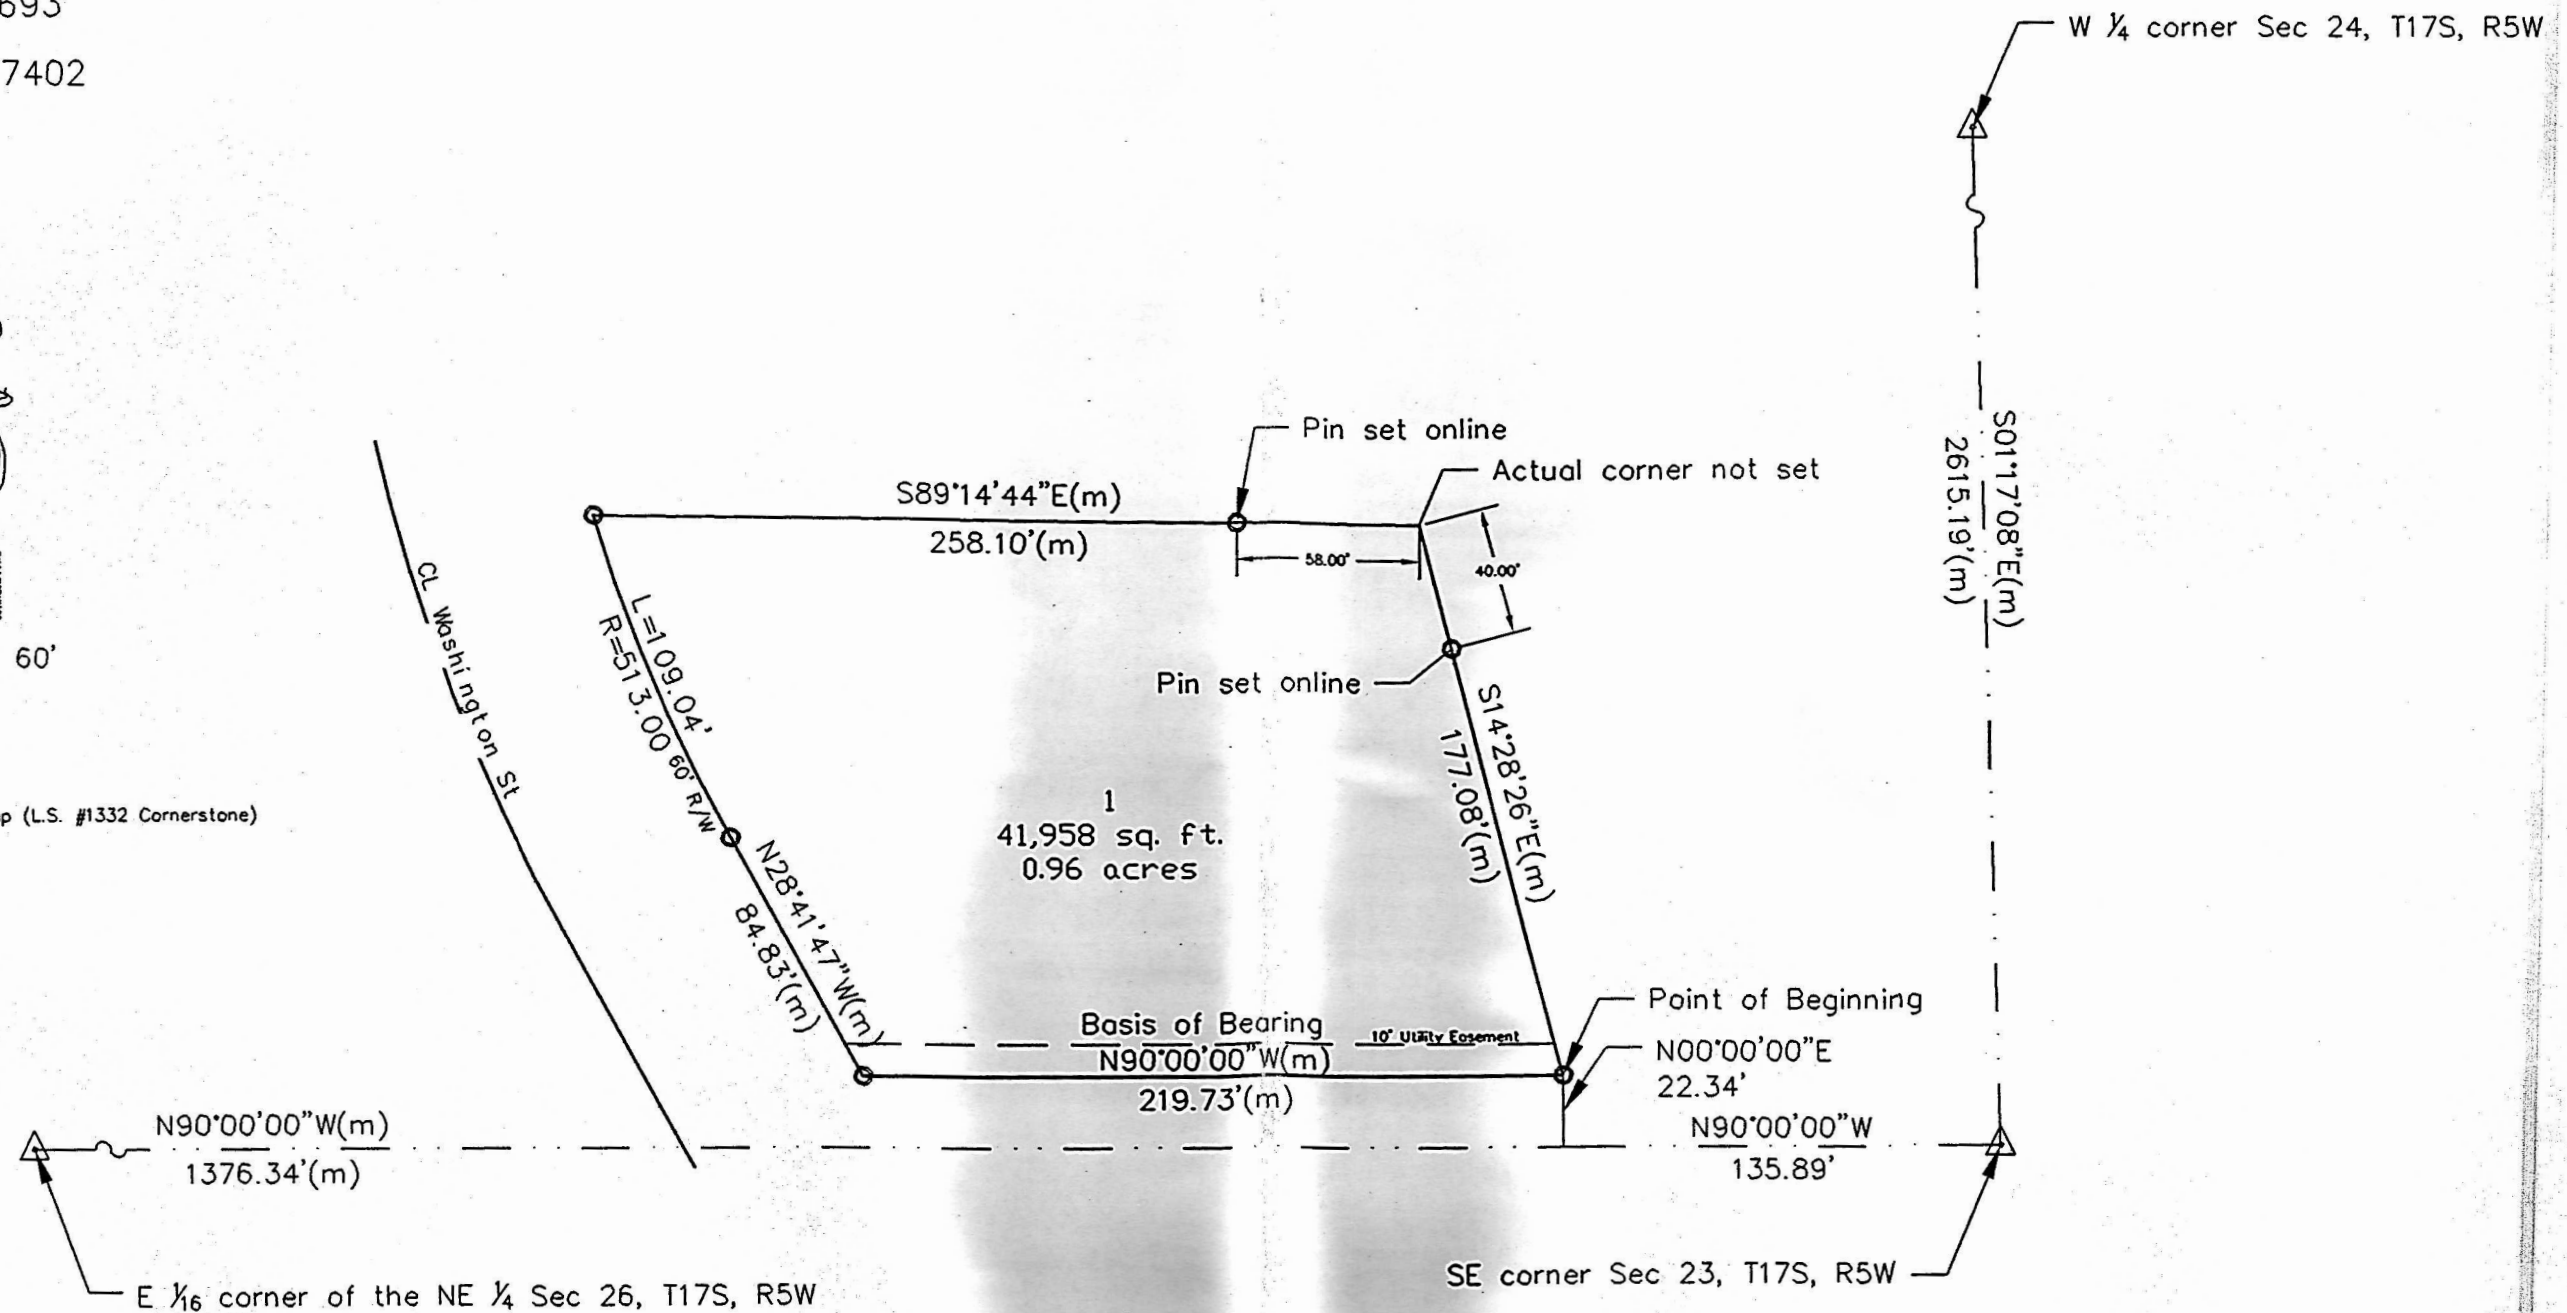 693
7402
W ¼ corner Sec 24, T17S, R5W
S01°17'08"E(m)
2615.19'(m)
Pin set online
Actual corner not set
S89°14'44"E(m)
258.10'(m)
58.00'
40.00'
CL Washington St
L=109.04'
R=513.00
60' R/W
60'
Pin set online
S14°28'26"E(m)
177.08'(m)
1
41,958 sq. ft.
0.96 acres
p (L.S. #1332 Cornerstone)
N28°41'47"W(m)
84.83'(m)
Point of Beginning
Basis of Bearing
10' Utility Easement
N90°00'00"W(m)
219.73'(m)
N00°00'00"E
22.34'
N90°00'00"W(m)
1376.34'(m)
N90°00'00"W
135.89'
SE corner Sec 23, T17S, R5W
E 1⁄16 corner of the NE ¼ Sec 26, T17S, R5W